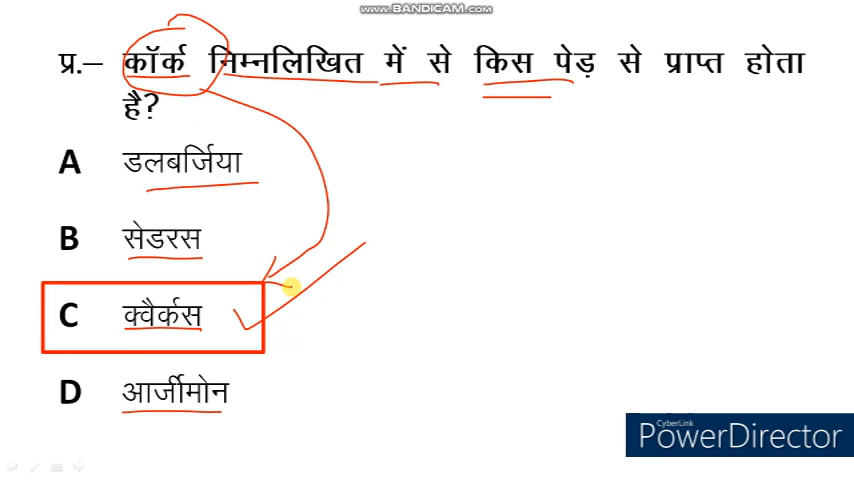 WWW.BANDICAM.COM
प्र.– कॉर्क निम्नलिखित में से किस पेड़ से प्राप्त होता
है?
A डलबर्जिया
B सेडरस
C क्वैर्कस
D आर्जीमोन
CyberLink
PowerDirector